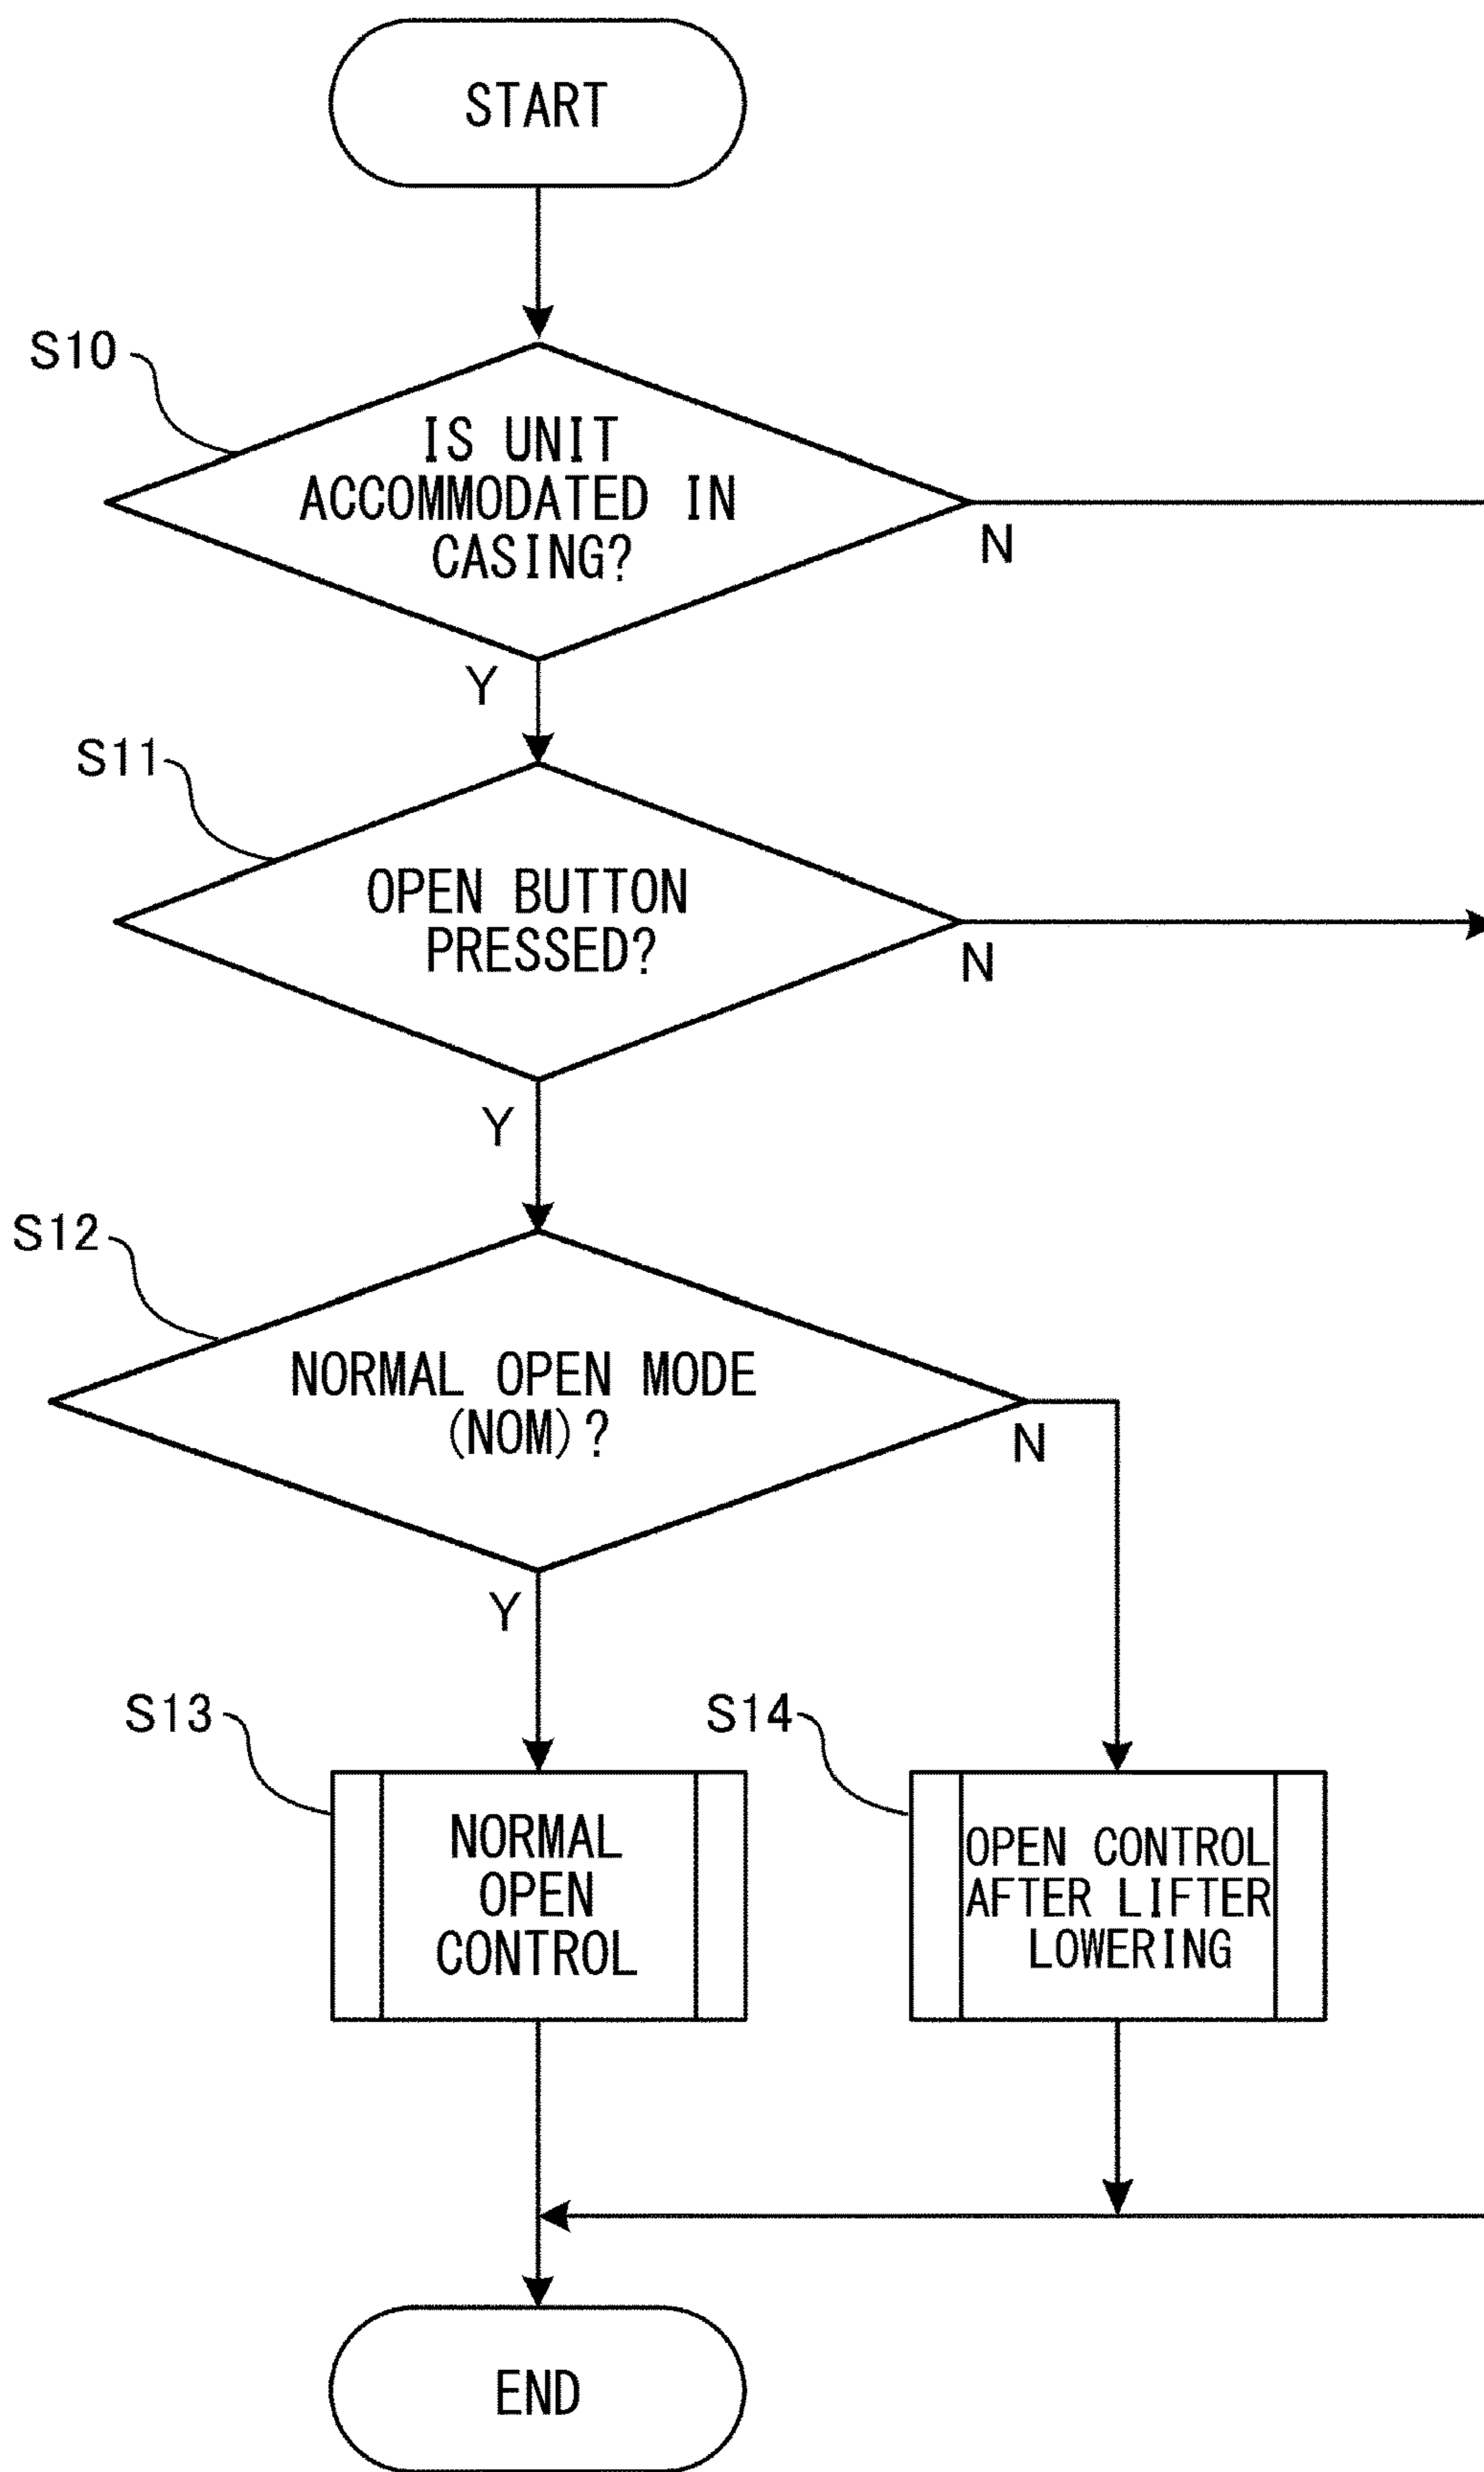 START
S10
IS UNIT
ACCOMMODATED IN
CASING?
N
Y
S11
OPEN BUTTON
PRESSED?
N
Y
S12
NORMAL OPEN MODE
(NOM)?
N
Y
S13
NORMAL
OPEN
CONTROL
S14
OPEN CONTROL
AFTER LIFTER
LOWERING
END